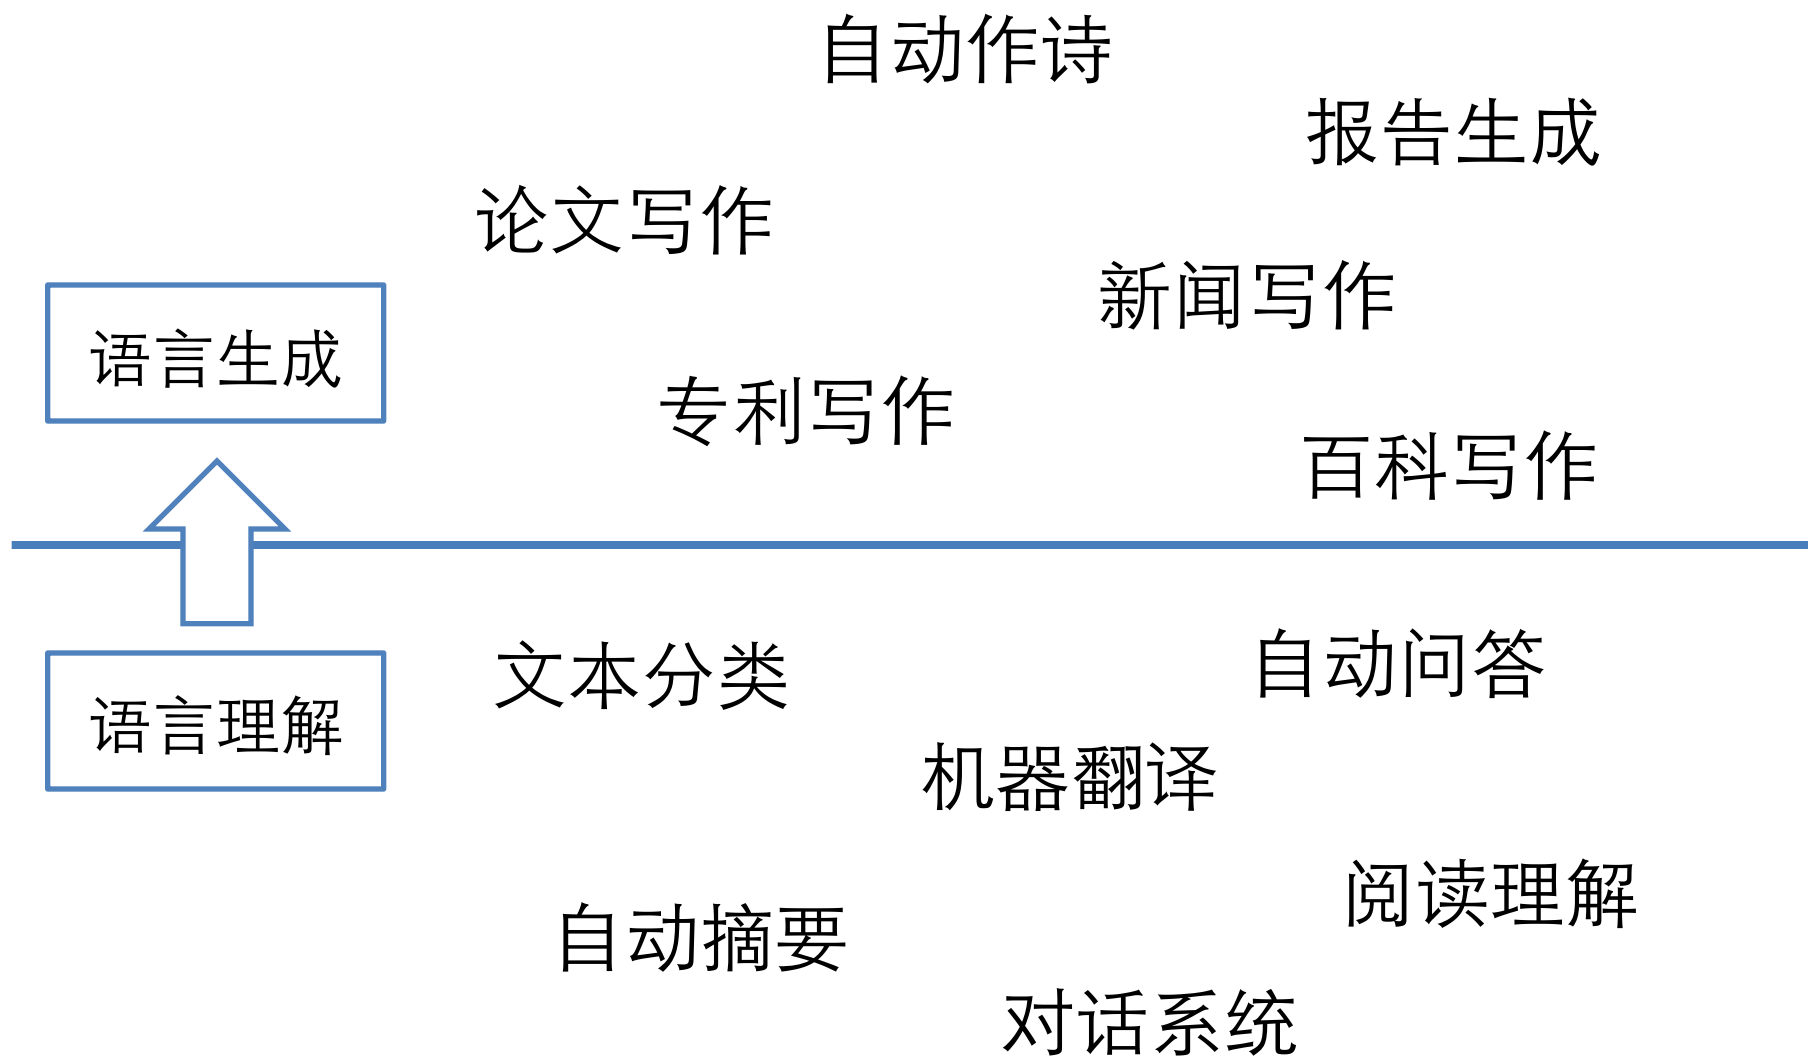 自动作诗
报告生成
论文写作
新闻写作
语言生成
专利写作
百科写作
文本分类
自动问答
语言理解
机器翻译
阅读理解
自动摘要
对话系统